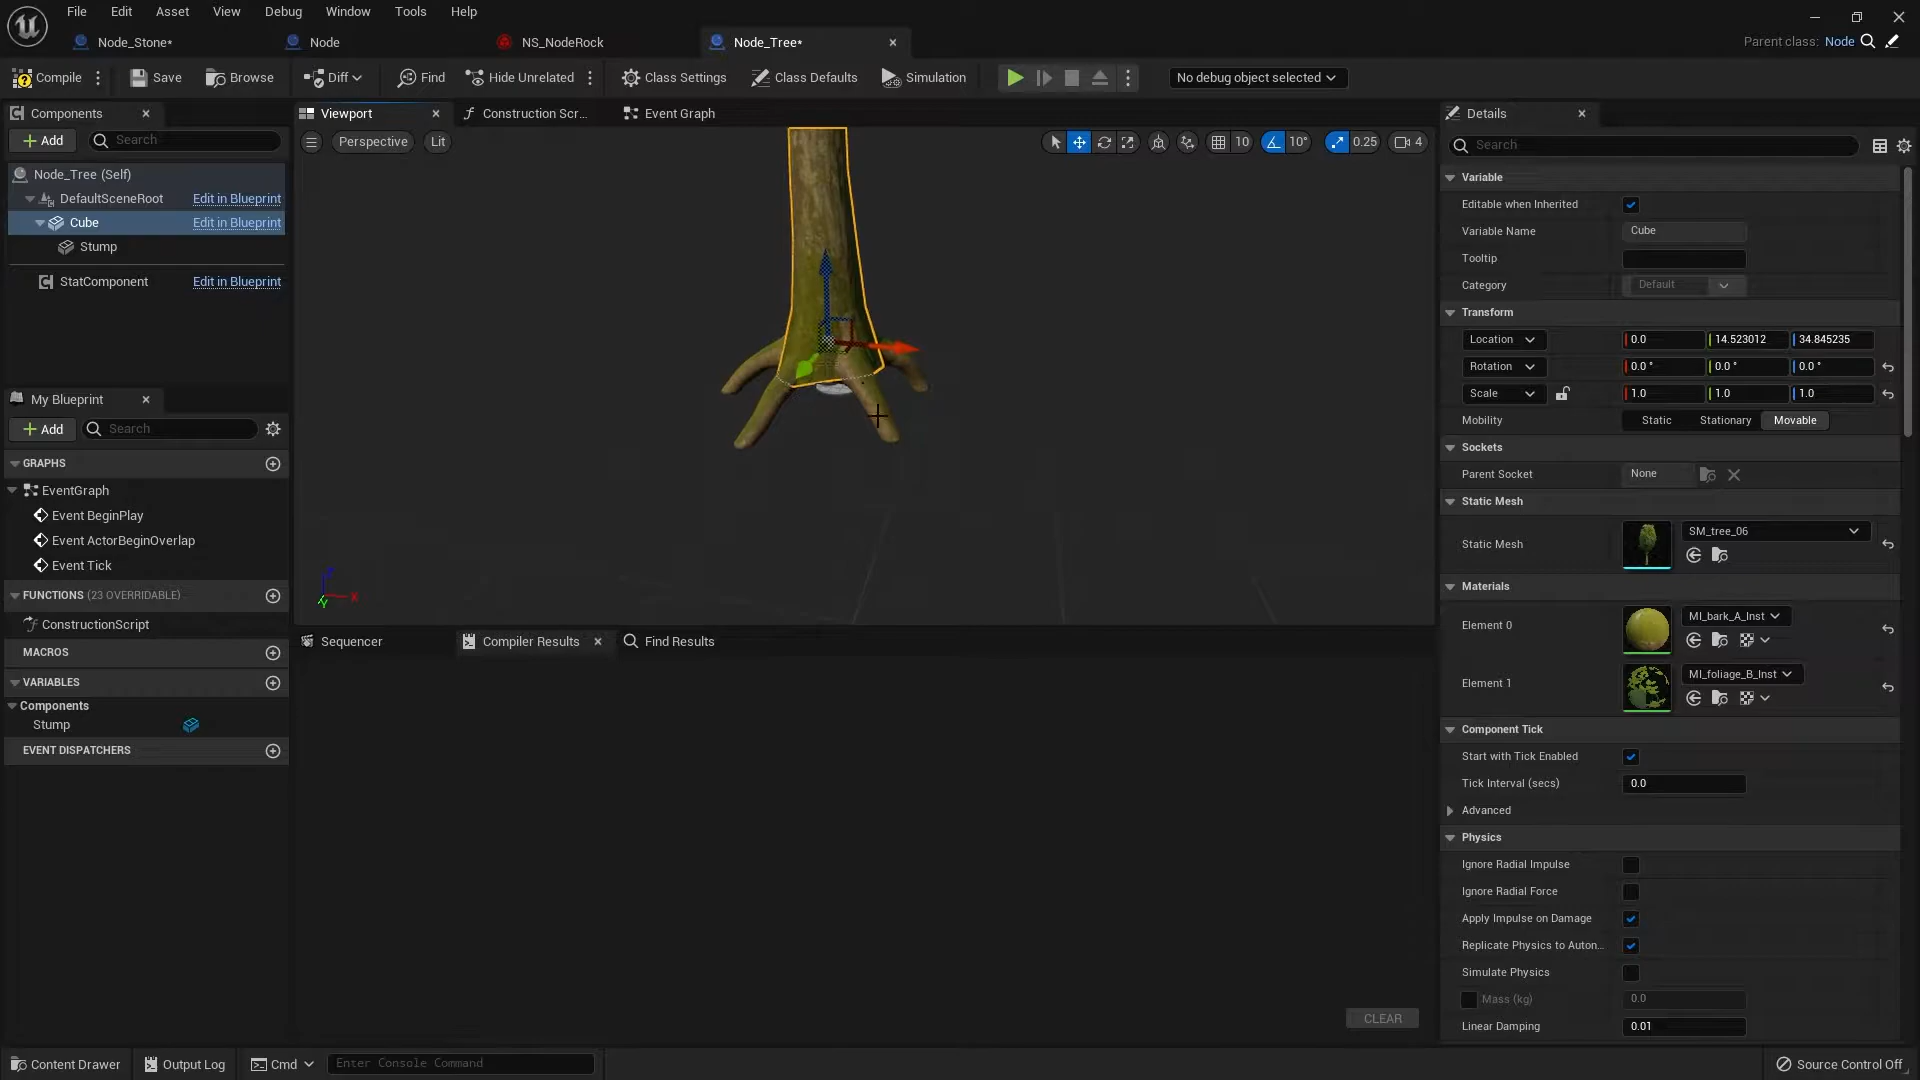 File Edit Asset View Debug Window Tools Help
Node_Stone* Node NS_NodeRock Node_Tree*
Parent class: Node
Compile Save Browse Diff Find Hide Unrelated Class Settings Class Defaults Simulation No debug object selected
Components
Add Search
Node_Tree (Self)
DefaultSceneRoot Edit in Blueprint
Cube Edit in Blueprint
Stump
StatComponent Edit in Blueprint
My Blueprint
Add Search
GRAPHS
EventGraph
Event BeginPlay
Event ActorBeginOverlap
Event Tick
FUNCTIONS (23 OVERRIDABLE)
ConstructionScript
MACROS
VARIABLES
Components
Stump
EVENT DISPATCHERS
Viewport Construction Scr... Event Graph
Perspective Lit 10 10° 0.25 4
Z X Y
Sequencer Compiler Results Find Results
CLEAR
Details
Search
Variable
Editable when Inherited
Variable Name Cube
Tooltip
Category Default
Transform
Location 0.0 14.523012 34.845235
Rotation 0.0 ° 0.0 ° 0.0 °
Scale 1.0 1.0 1.0
Mobility Static Stationary Movable
Sockets
Parent Socket None
Static Mesh
Static Mesh SM_tree_06
Materials
Element 0 MI_bark_A_Inst
Element 1 MI_foliage_B_Inst
Component Tick
Start with Tick Enabled
Tick Interval (secs) 0.0
Advanced
Physics
Ignore Radial Impulse
Ignore Radial Force
Apply Impulse on Damage
Replicate Physics to Auton...
Simulate Physics
Mass (kg) 0.0
Linear Damping 0.01
Content Drawer Output Log Cmd Enter Console Command Source Control Off